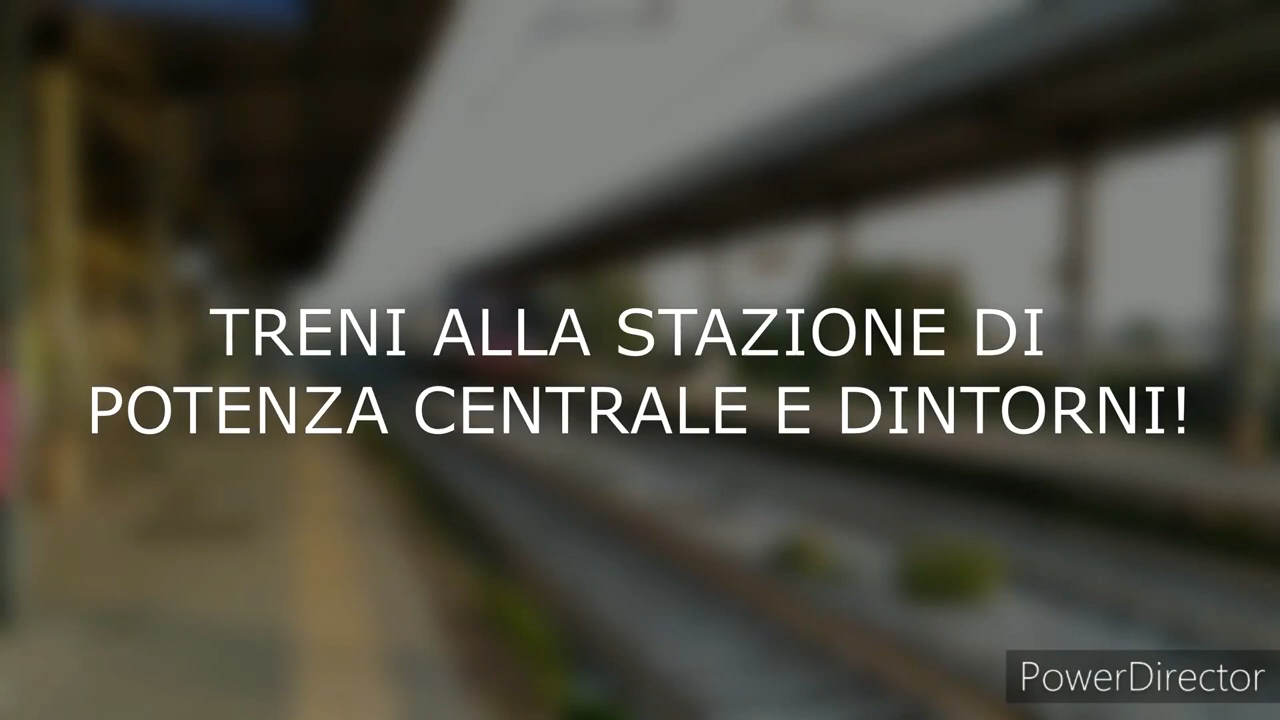 TRENI ALLA STAZIONE DI
POTENZA CENTRALE E DINTORNI!
PowerDirector